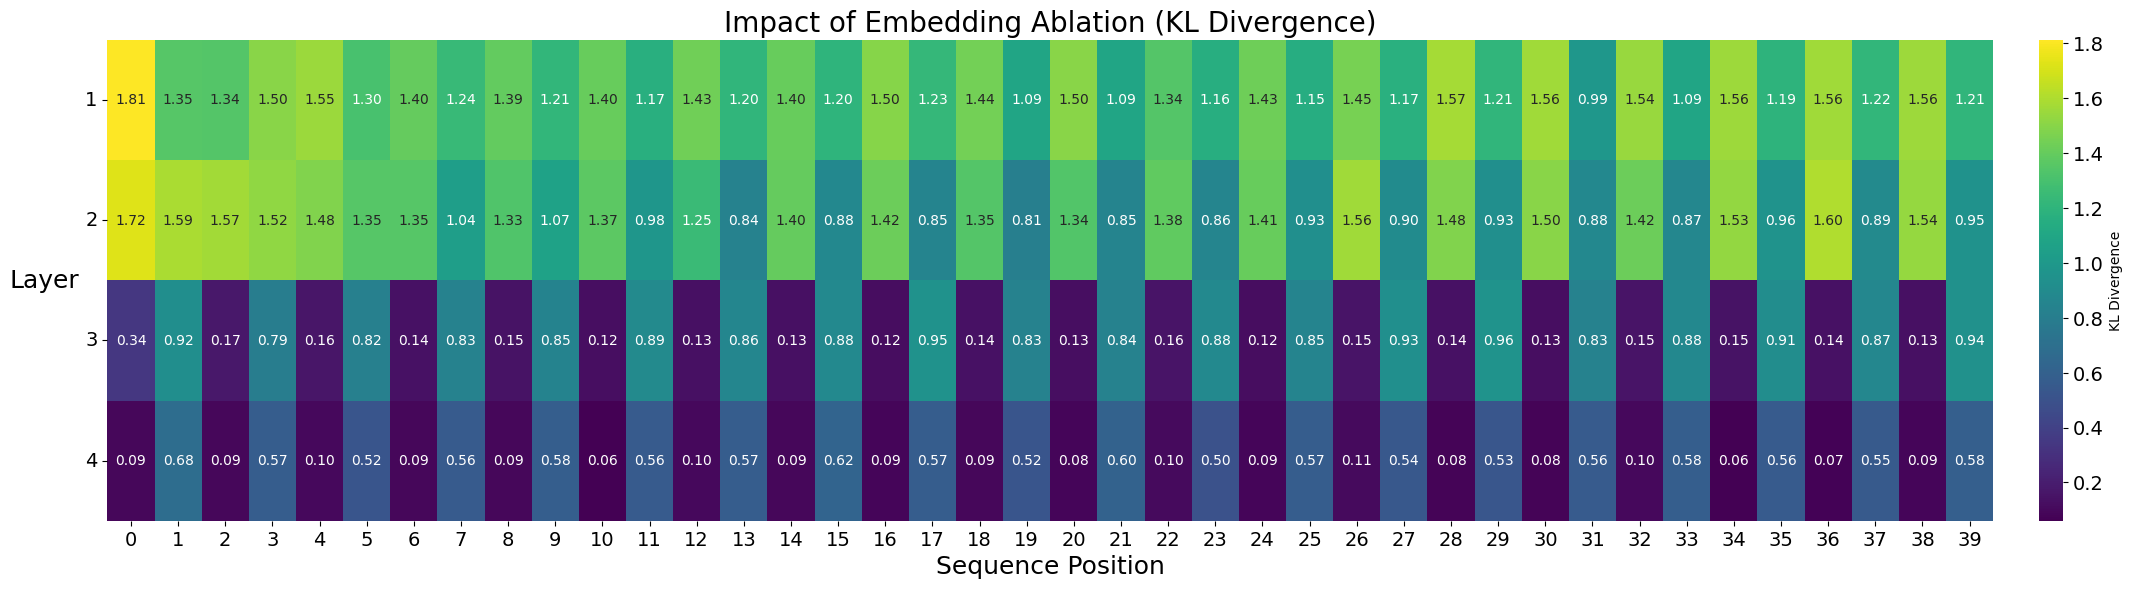 Impact of Embedding Ablation (KL Divergence)
1 1.81 1.35 1.34 1.50 1.55 1.30 1.40 1.24 1.39 1.21 1.40 1.17 1.43 1.20 1.40 1.20 1.50 1.23 1.44 1.09 1.50 1.09 1.34 1.16 1.43 1.15 1.45 1.17 1.57 1.21 1.56 0.99 1.54 1.09 1.56 1.19 1.56 1.22 1.56 1.21
2 1.72 1.59 1.57 1.52 1.48 1.35 1.35 1.04 1.33 1.07 1.37 0.98 1.25 0.84 1.40 0.88 1.42 0.85 1.35 0.81 1.34 0.85 1.38 0.86 1.41 0.93 1.56 0.90 1.48 0.93 1.50 0.88 1.42 0.87 1.53 0.96 1.60 0.89 1.54 0.95
Layer
3 0.34 0.92 0.17 0.79 0.16 0.82 0.14 0.83 0.15 0.85 0.12 0.89 0.13 0.86 0.13 0.88 0.12 0.95 0.14 0.83 0.13 0.84 0.16 0.88 0.12 0.85 0.15 0.93 0.14 0.96 0.13 0.83 0.15 0.88 0.15 0.91 0.14 0.87 0.13 0.94
4 0.09 0.68 0.09 0.57 0.10 0.52 0.09 0.56 0.09 0.58 0.06 0.56 0.10 0.57 0.09 0.62 0.09 0.57 0.09 0.52 0.08 0.60 0.10 0.50 0.09 0.57 0.11 0.54 0.08 0.53 0.08 0.56 0.10 0.58 0.06 0.56 0.07 0.55 0.09 0.58
0 1 2 3 4 5 6 7 8 9 10 11 12 13 14 15 16 17 18 19 20 21 22 23 24 25 26 27 28 29 30 31 32 33 34 35 36 37 38 39
Sequence Position
1.8
1.6
1.4
1.2
1.0
0.8
0.6
0.4
0.2
KL Divergence